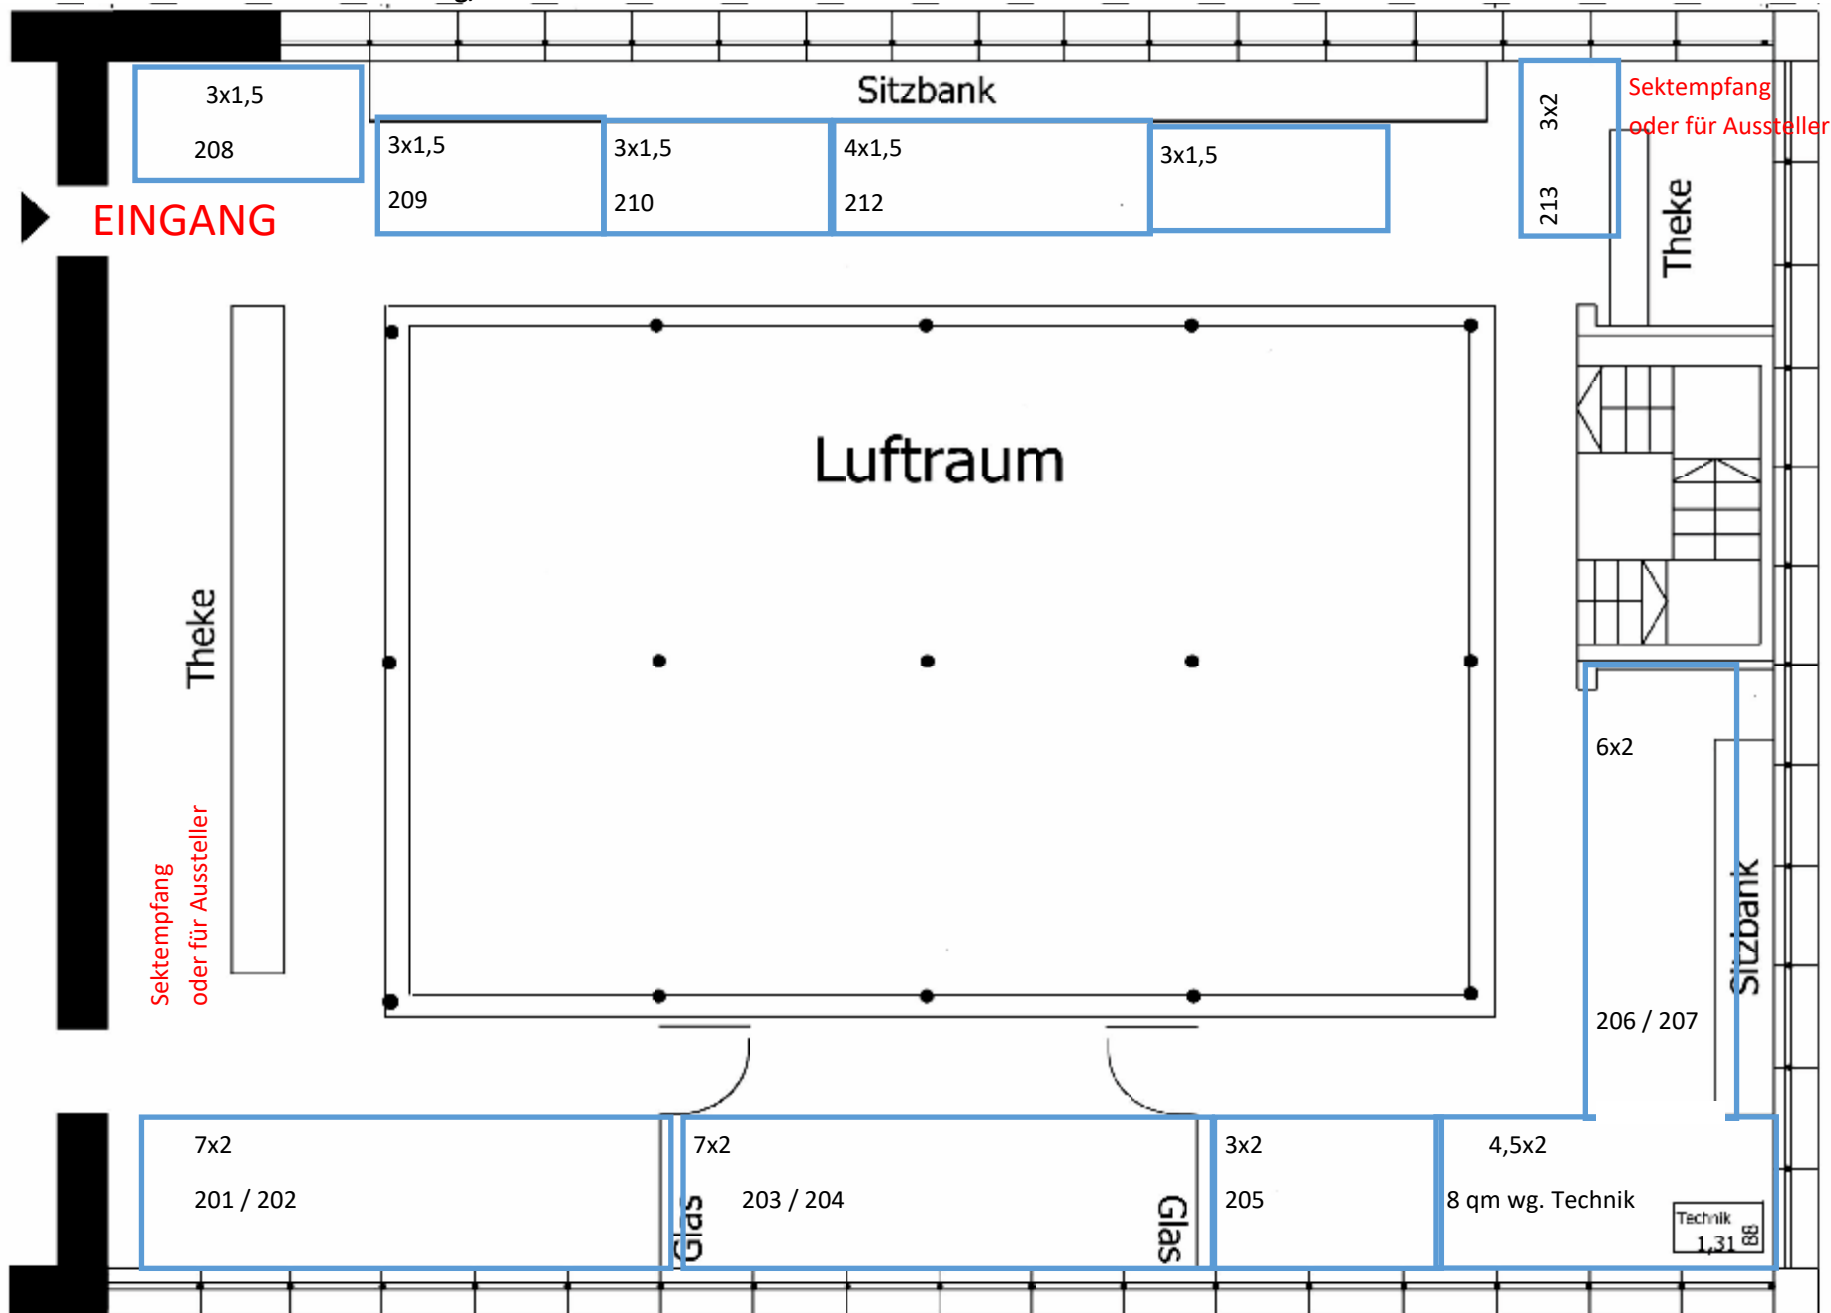 3x1,5
208
Sitzbank
3x1,5
209
3x1,5
210
4x1,5
212
3x1,5
3x2
213
Sektempfang
oder für Aussteller
Theke
EINGANG
Luftraum
Theke
Sektempfang
oder für Aussteller
6x2
206 / 207
Sitzbank
7x2
201 / 202
Glas
7x2
203 / 204
Glas
3x2
205
4,5x2
8 qm wg. Technik
Technik
1,31
88